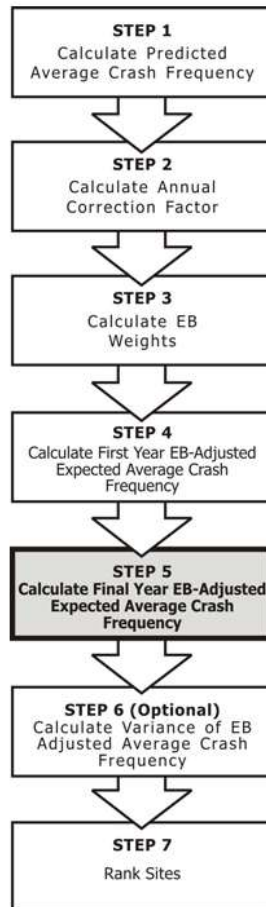 STEP 1
Calculate Predicted
Average Crash Frequency
STEP 2
Calculate Annual
Correction Factor
STEP 3
Calculate EB
Weights
STEP 4
Calculate First Year EB-Adjusted
Expected Average Crash
Frequency
STEP 5
Calculate Final Year EB-Adjusted
Expected Average Crash
Frequency
STEP 6 (Optional)
Calculate Variance of EB
Adjusted Average Crash
Frequency
STEP 7
Rank Sites